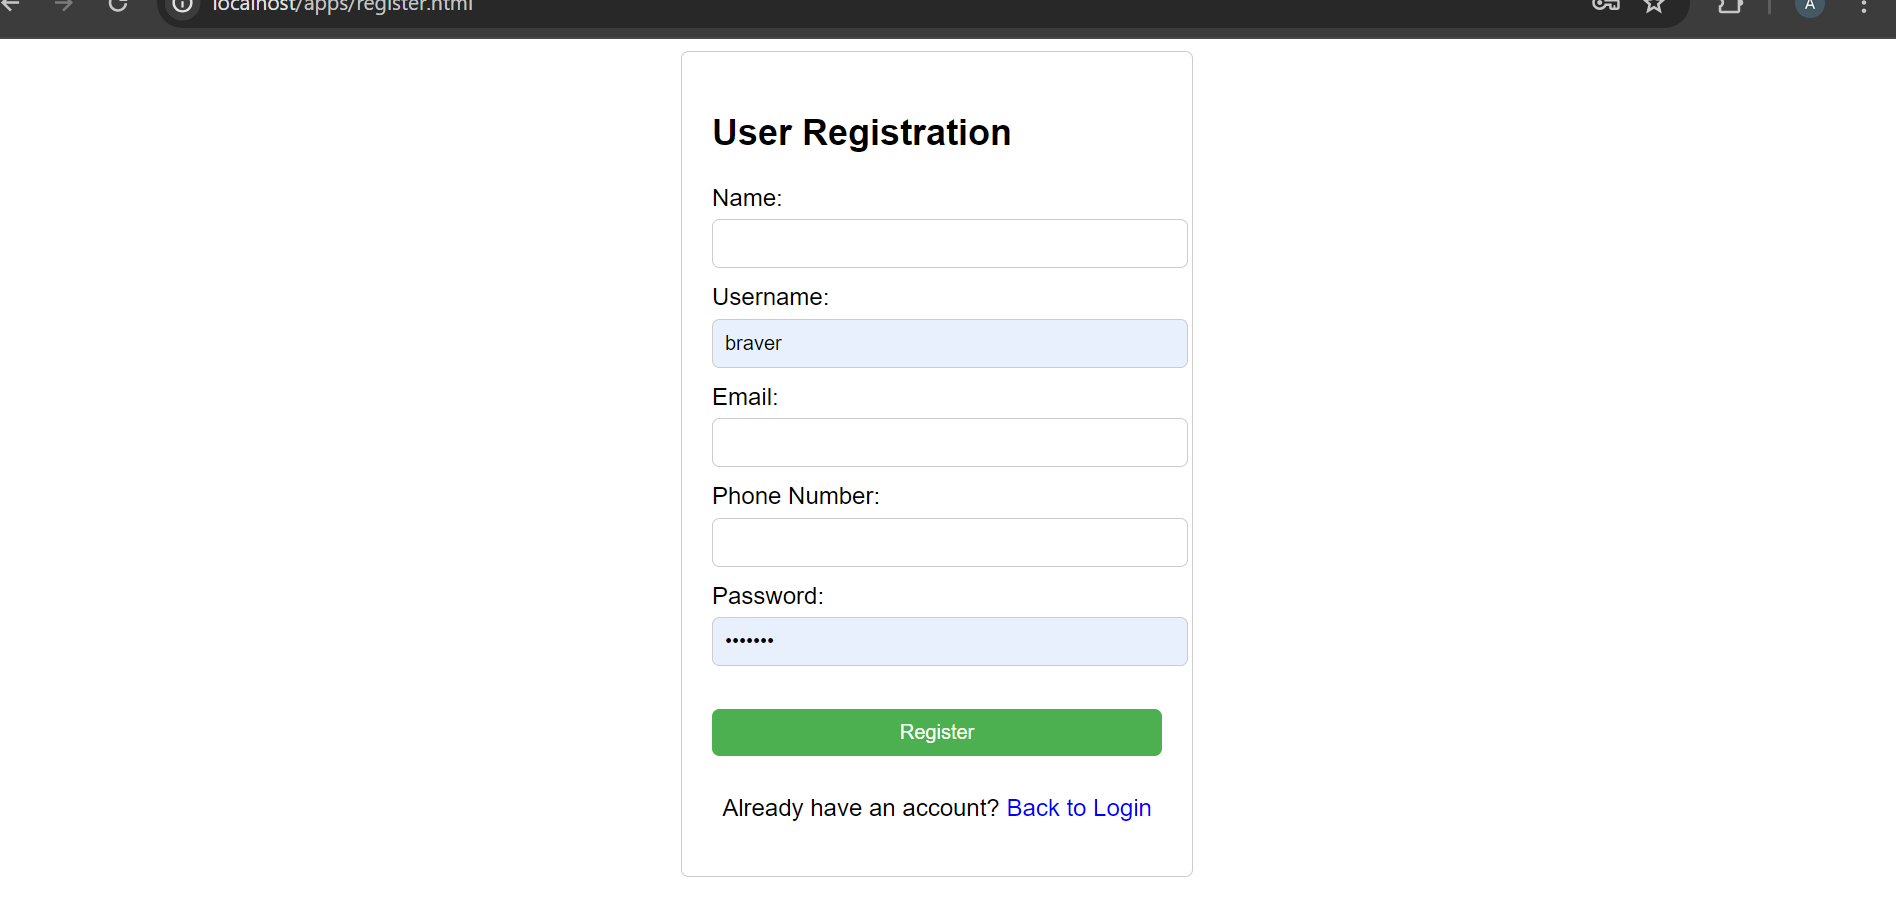 localhost/apps/register.html
A
User Registration
Name:
Username:
braver
Email:
Phone Number:
Password:
•••••••
Register
Already have an account? Back to Login